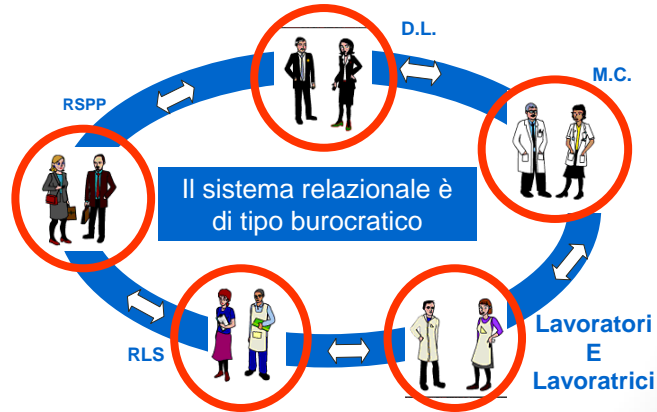 D.L.
M.C.
RSPP
Il sistema relazionale è
di tipo burocratico
RLS
Lavoratori
E
Lavoratrici